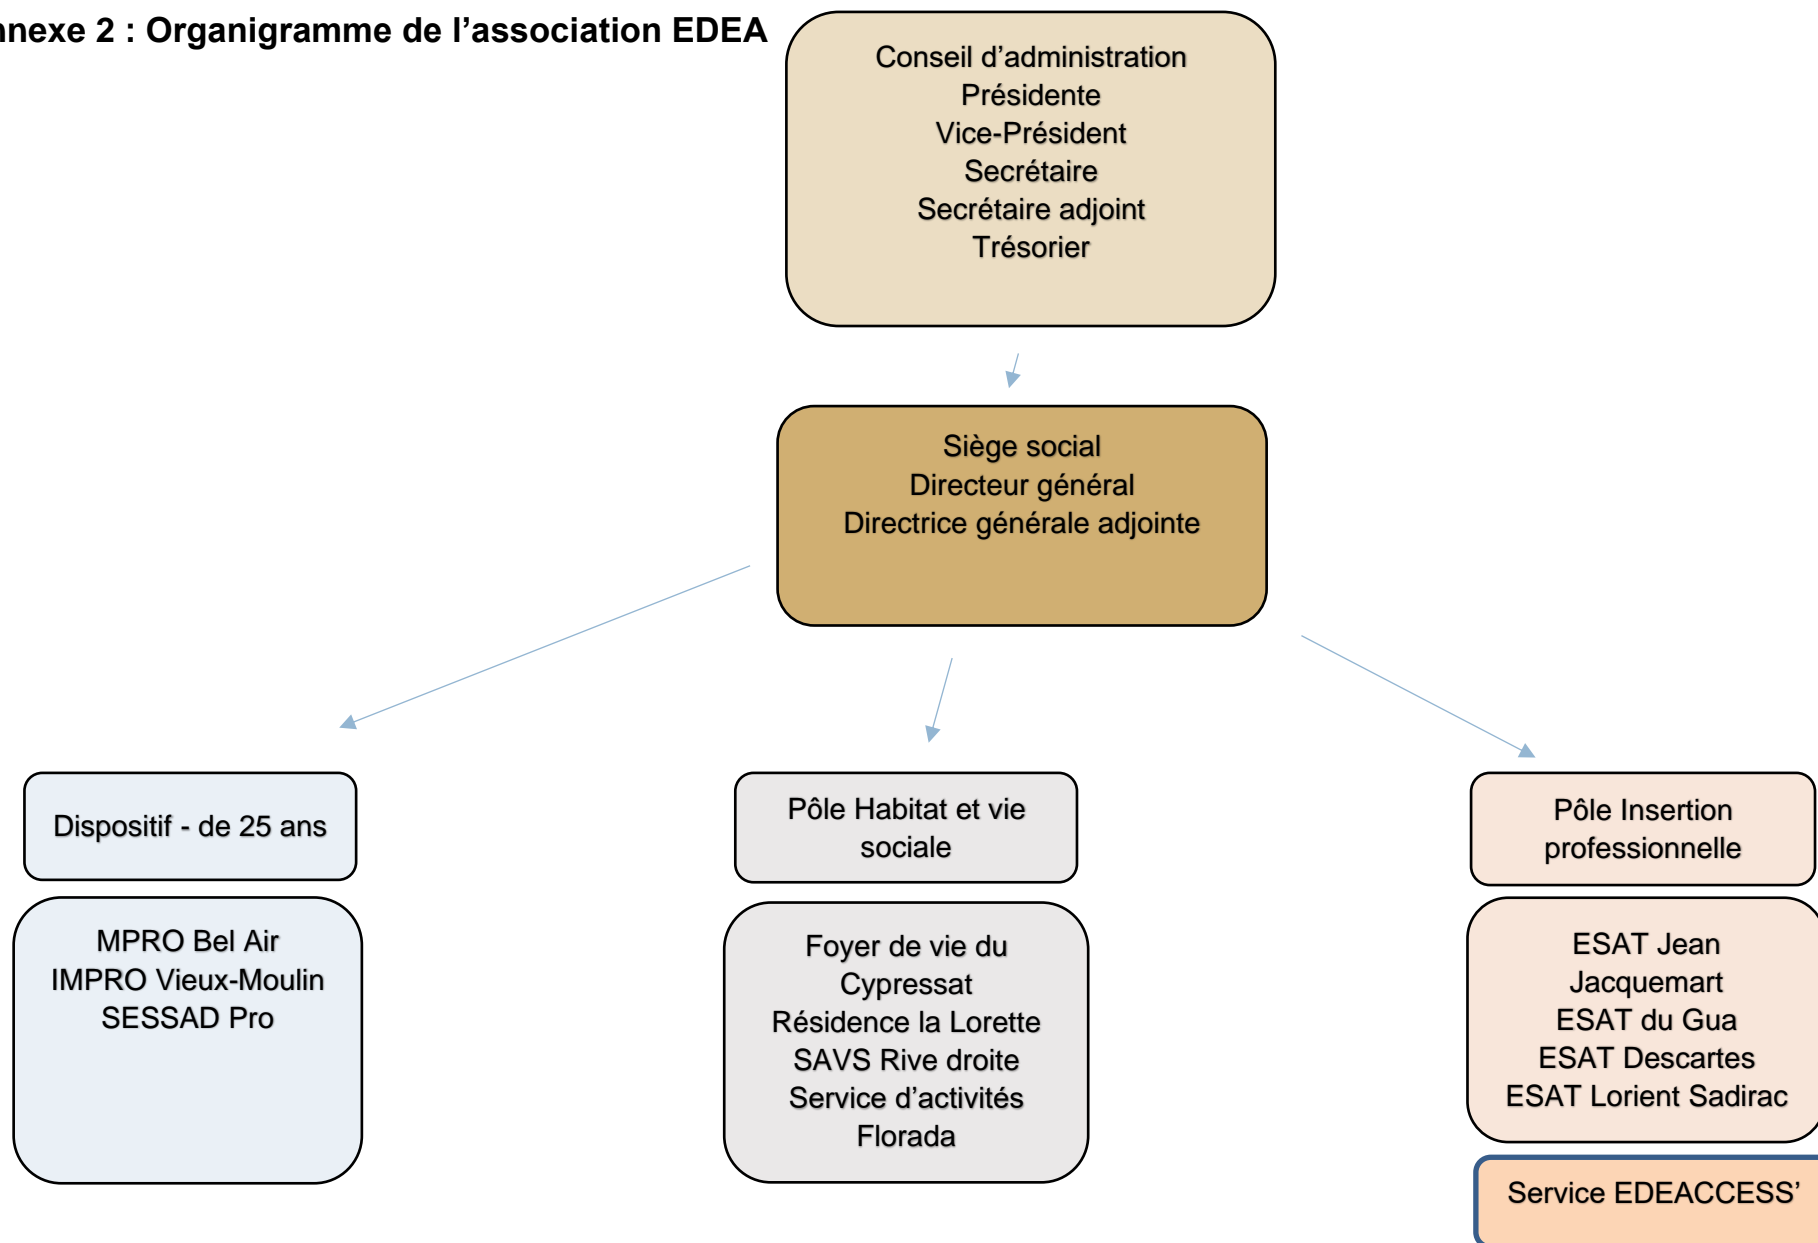 nnexe 2 : Organigramme de l’association EDEA
Conseil d’administration
Présidente
Vice-Président
Secrétaire
Secrétaire adjoint
Trésorier
Siège social
Directeur général
Directrice générale adjointe
Dispositif - de 25 ans
MPRO Bel Air
IMPRO Vieux-Moulin
SESSAD Pro
Pôle Habitat et vie
sociale
Foyer de vie du
Cypressat
Résidence la Lorette
SAVS Rive droite
Service d’activités
Florada
Pôle Insertion
professionnelle
ESAT Jean
Jacquemart
ESAT du Gua
ESAT Descartes
ESAT Lorient Sadirac
Service EDEACCESS’